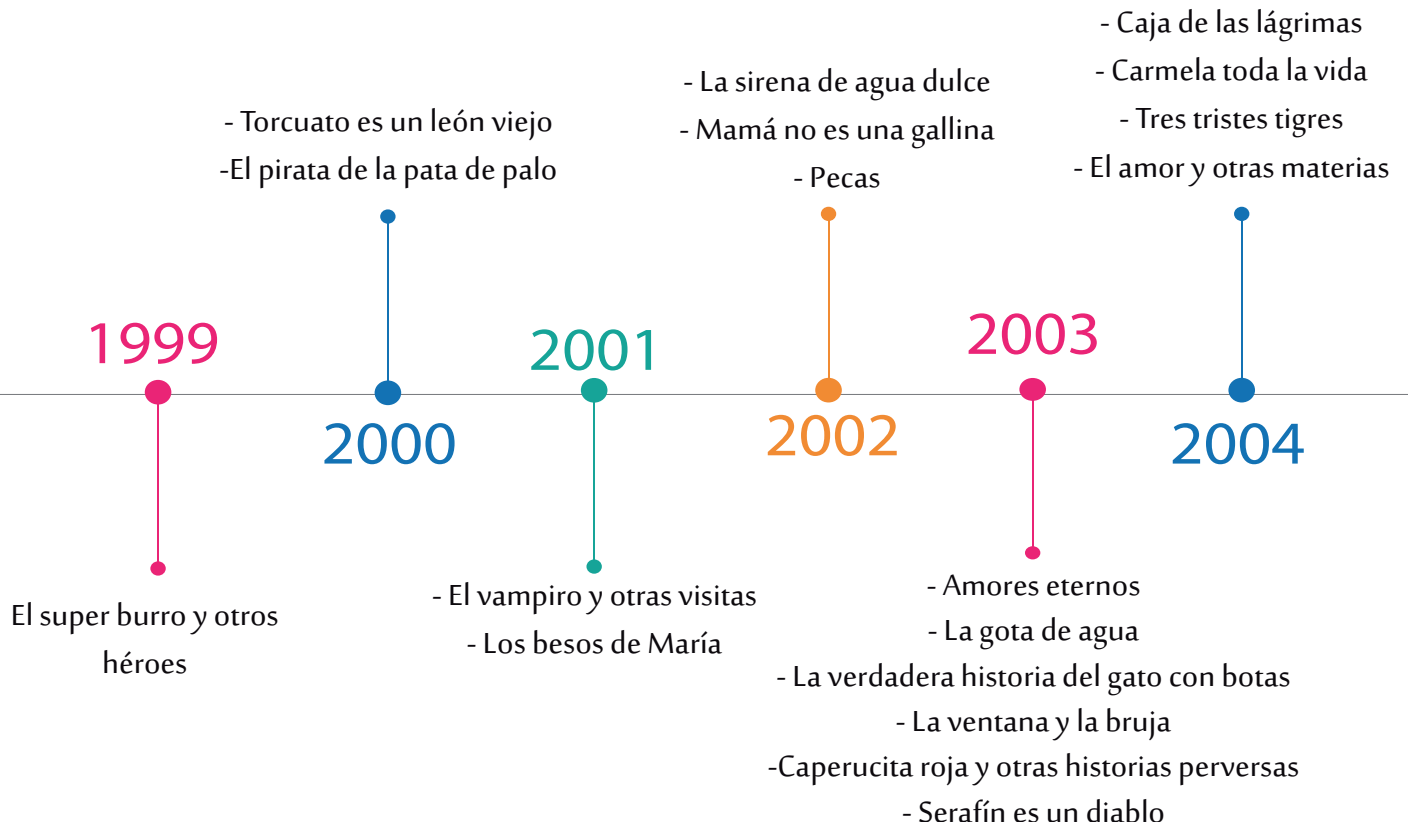 - Caja de las lágrimas
- Carmela toda la vida
- Tres tristes tigres
- El amor y otras materias
- La sirena de agua dulce
- Mamá no es una gallina
- Pecas
- Torcuato es un león viejo
-El pirata de la pata de palo
1999
2000
2001
2002
2003
2004
El super burro y otros
héroes
- El vampiro y otras visitas
- Los besos de María
- Amores eternos
- La gota de agua
- La verdadera historia del gato con botas
- La ventana y la bruja
-Caperucita roja y otras historias perversas
- Serafín es un diablo